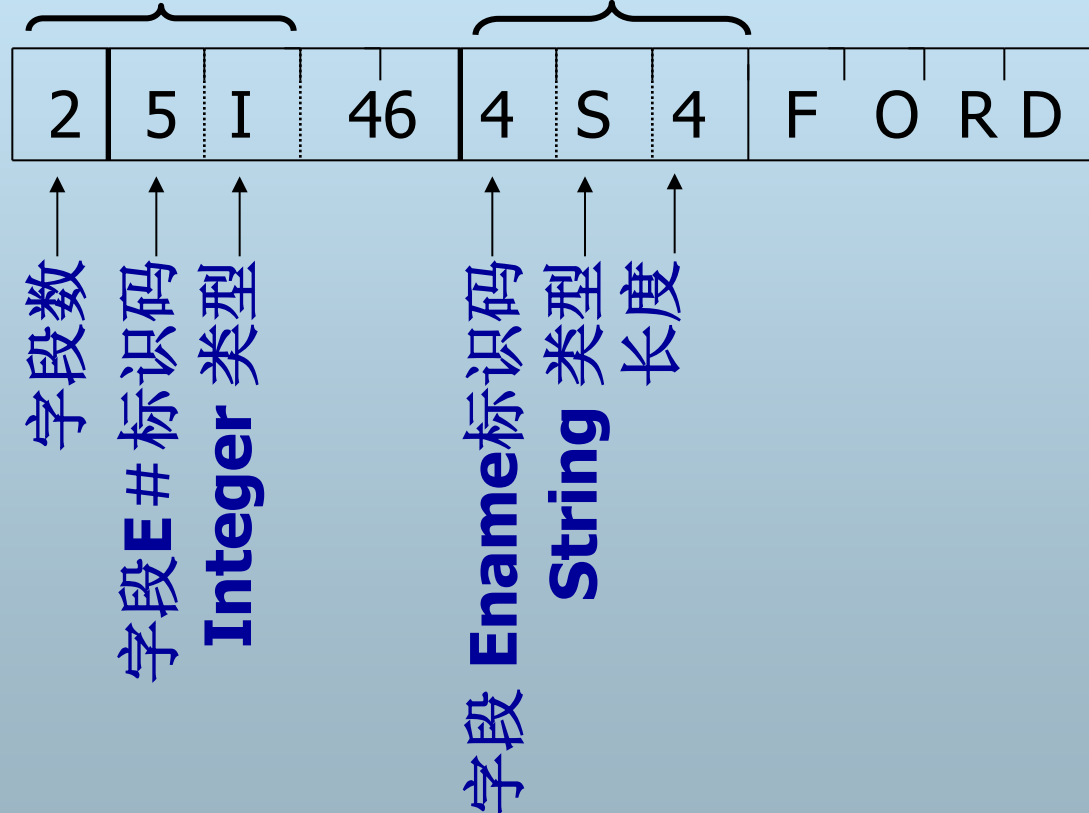 2 5 I 46 4 S 4 F O R D
字段数
字段E#标识码
Integer 类型
字段 Ename标识码
String 类型
长度